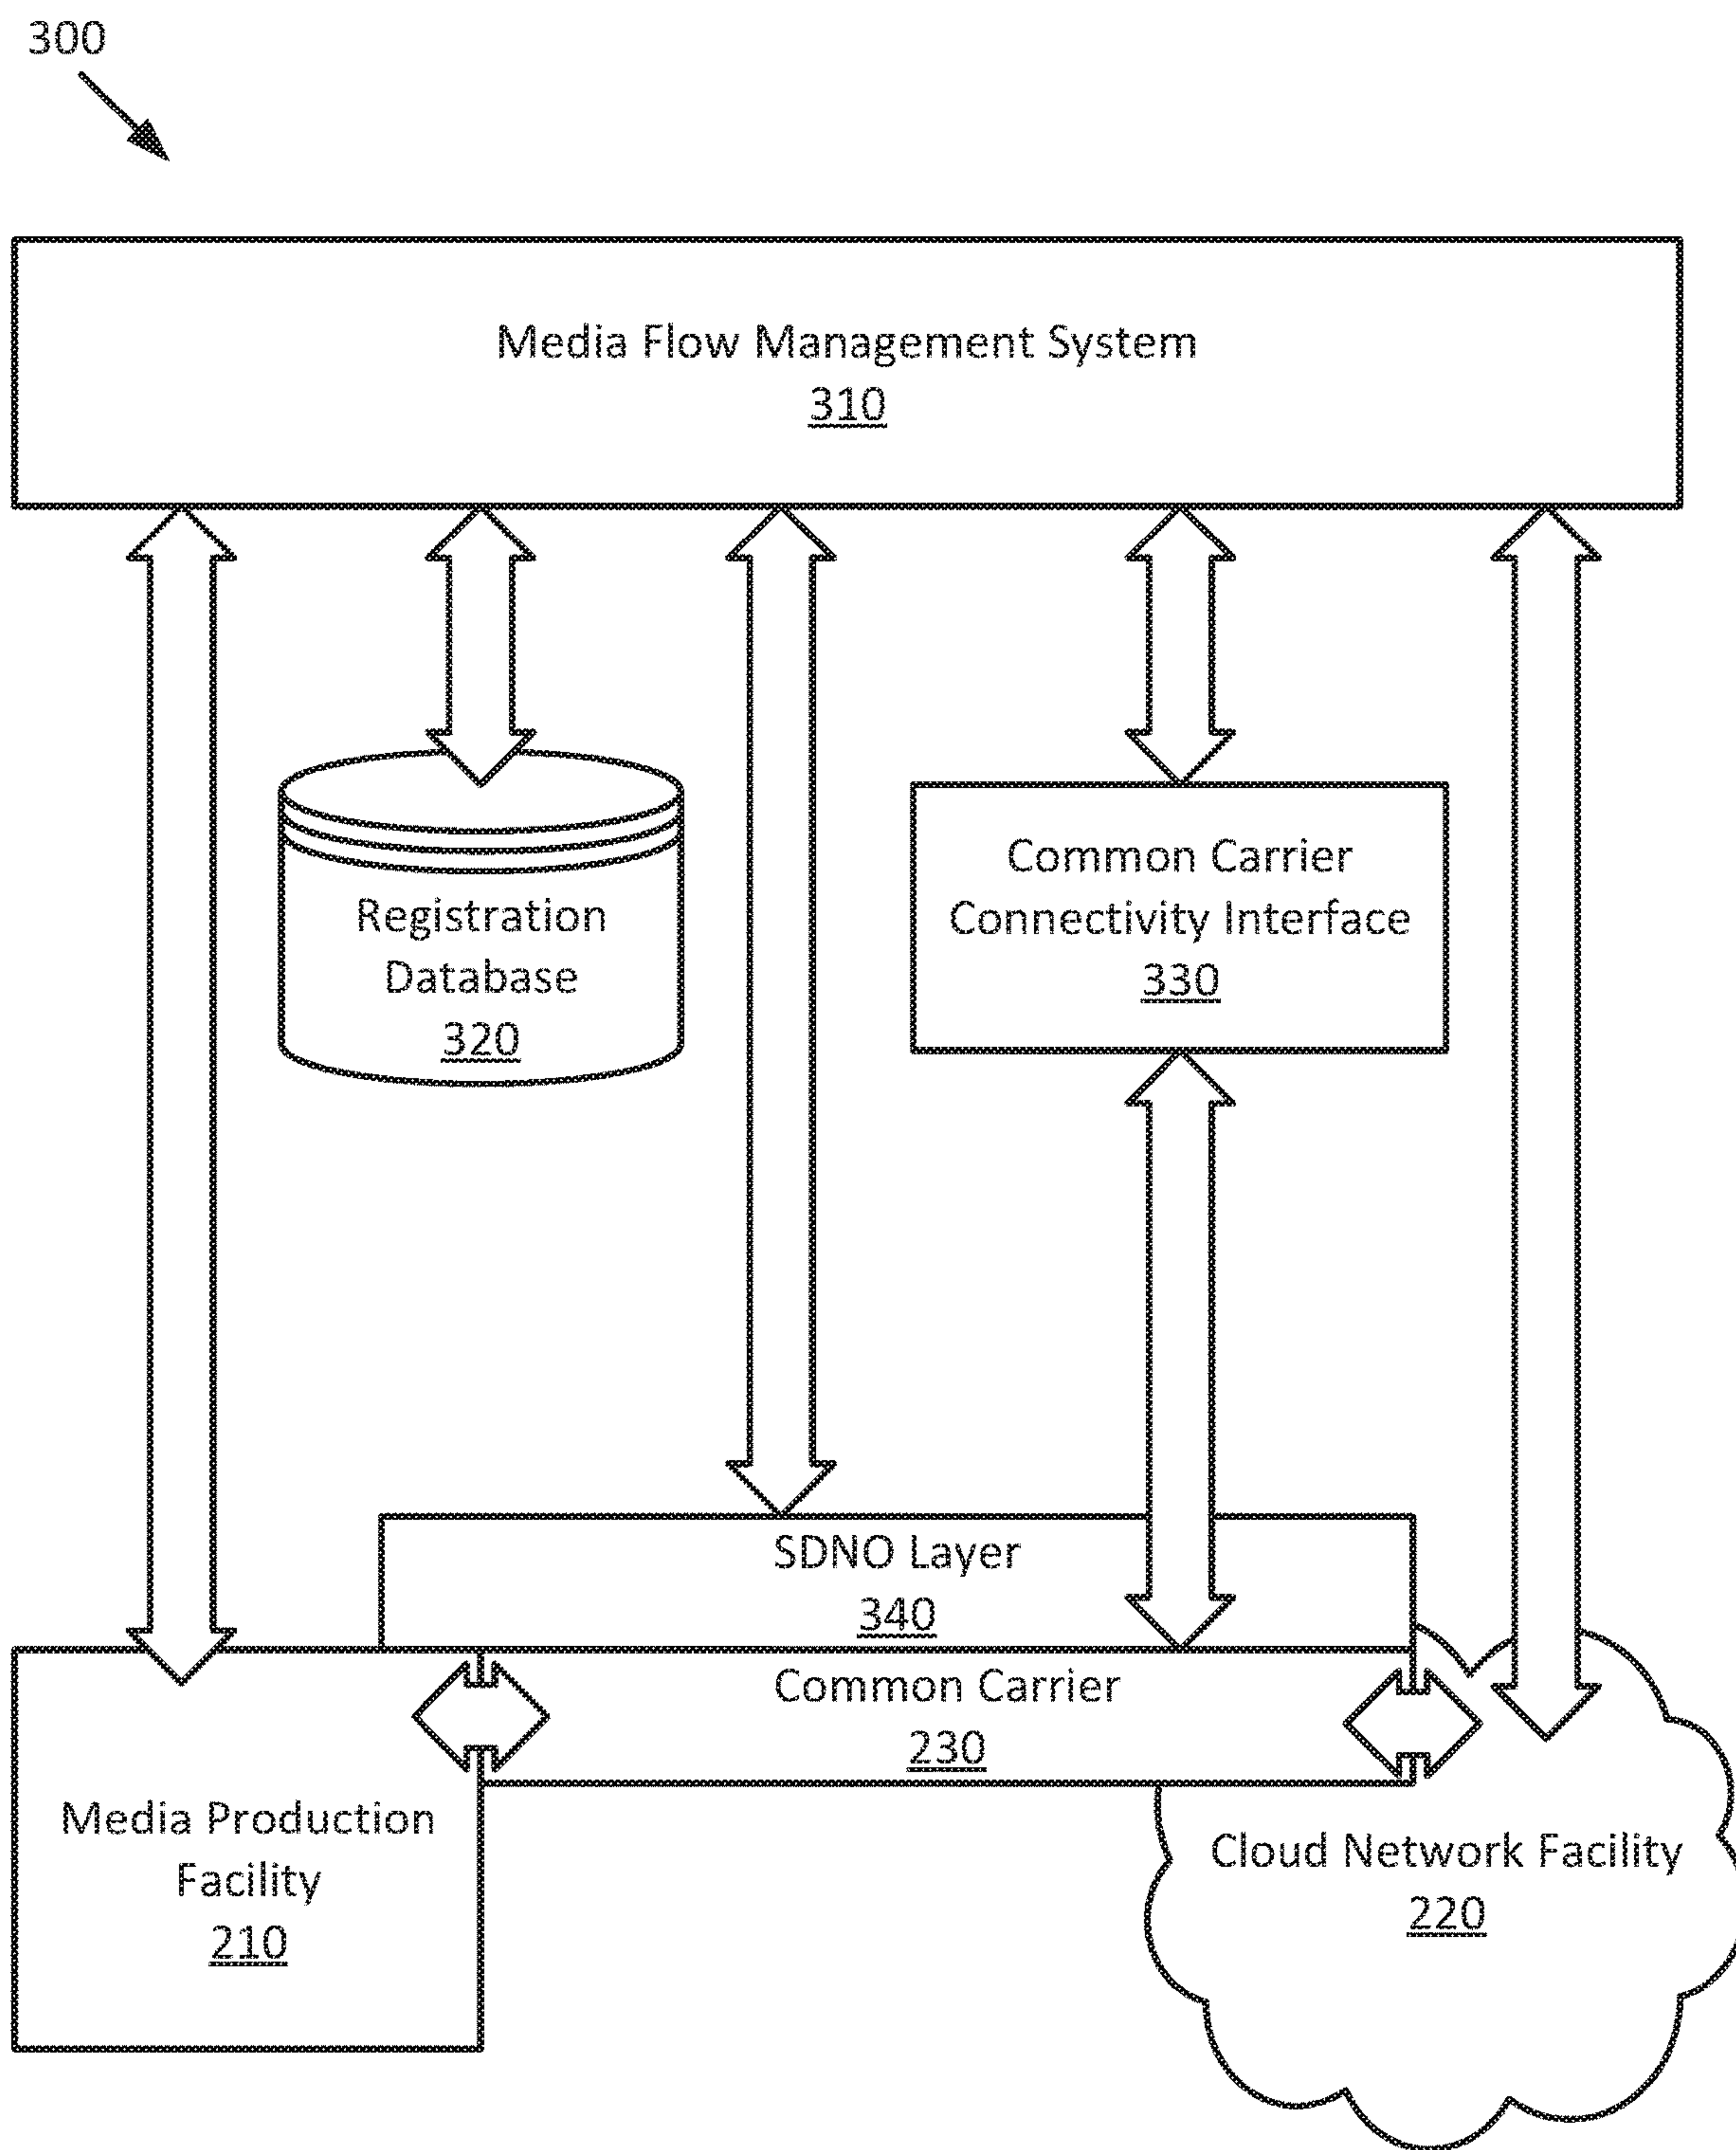 300
Media Flow Management System
310
Registration
Database
320
Common Carrier
Connectivity Interface
330
SDNO Layer
340
Common Carrier
230
Media Production
Facility
210
Cloud Network Facility
220